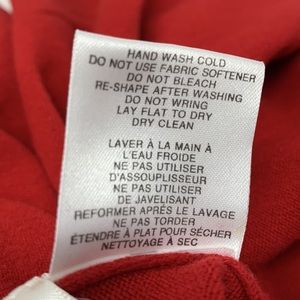 HAND WASH COLD
DO NOT USE FABRIC SOFTENER
DO NOT BLEACH
RE-SHAPE AFTER WASHING
DO NOT WRING
LAY FLAT TO DRY
DRY CLEAN
LAVER À LA MAIN À
L'EAU FROIDE
NE PAS UTILISER
D'ASSOUPLISSEUR
NE PAS UTILISER
DE JAVELISANT
REFORMER APRÉS LE LAVAGE
NE PAS TORDER
ÉTENDRE À PLAT POUR SÉCHER
NETTOYAGE À SEC